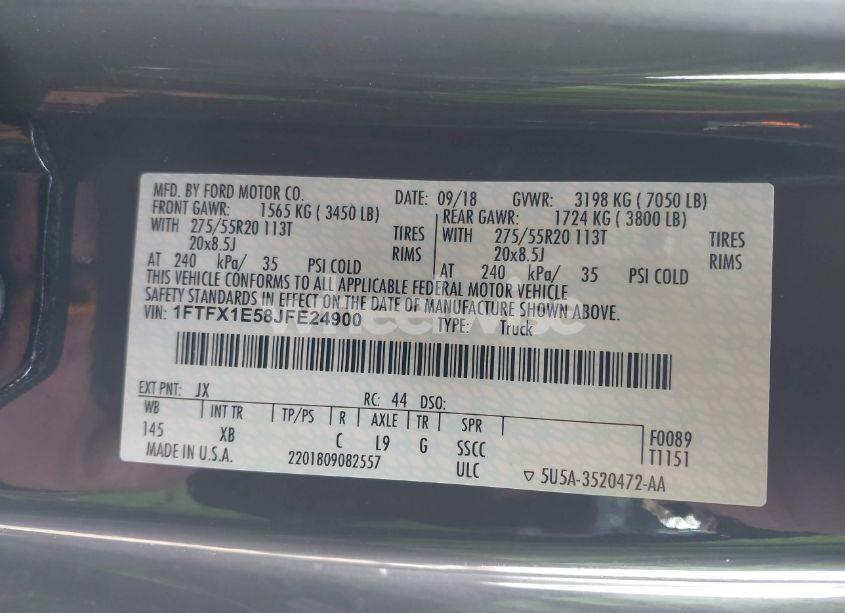 MFD. BY FORD MOTOR CO. DATE: 09/18 GVWR: 3198 KG ( 7050 LB)
FRONT GAWR: 1565 KG ( 3450 LB) REAR GAWR: 1724 KG ( 3800 LB)
WITH 275/55R20 113T TIRES WITH 275/55R20 113T TIRES
20x8.5J RIMS 20x8.5J RIMS
AT 240 kPa/ 35 PSI COLD AT 240 kPa/ 35 PSI COLD
THIS VEHICLE CONFORMS TO ALL APPLICABLE FEDERAL MOTOR VEHICLE
SAFETY STANDARDS IN EFFECT ON THE DATE OF MANUFACTURE SHOWN ABOVE.
VIN: 1FTFX1E58JFE24900 TYPE: Truck
EXT PNT: JX RC: 44 DSO:
WB INT TR TP/PS R AXLE TR SPR
145 XB C L9 G SSCC F0089
MADE IN U.S.A. 2201809082557 ULC T1151
5U5A-3520472-AA